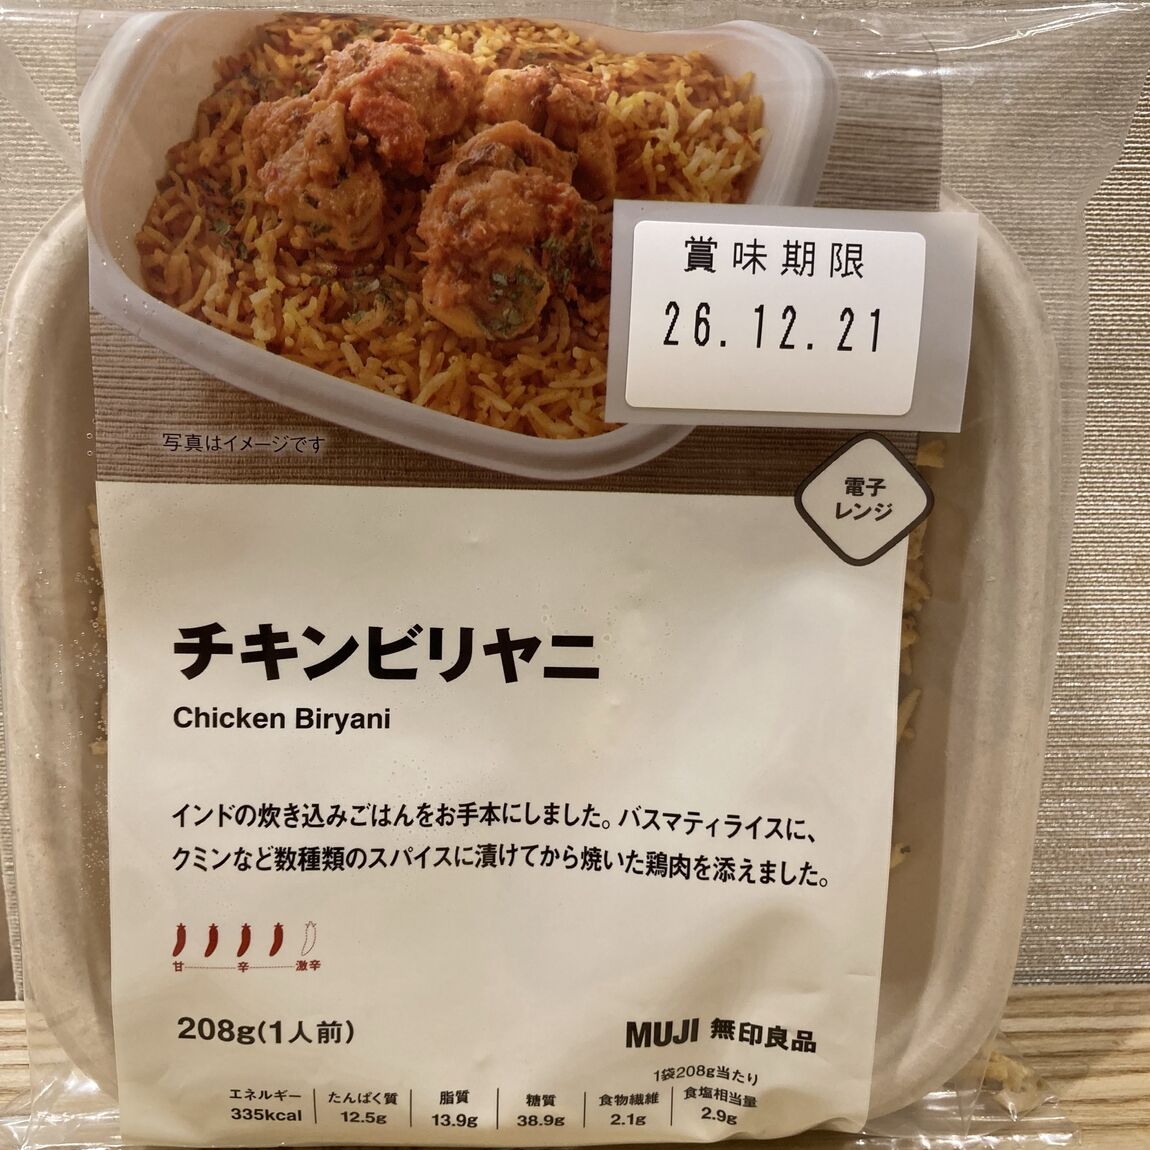 賞味期限
26.12.21
写真はイメージです
電子
レンジ
チキンビリヤニ
Chicken Biryani
インドの炊き込みごはんをお手本にしました。バスマティライスに、
クミンなど数種類のスパイスに漬けてから焼いた鶏肉を添えました。
甘 辛 激辛
208g(1人前)
MUJI 無印良品
1袋208g当たり
エネルギー たんぱく質 脂質 糖質 食物繊維 食塩相当量
335kcal 12.5g 13.9g 38.9g 2.1g 2.9g